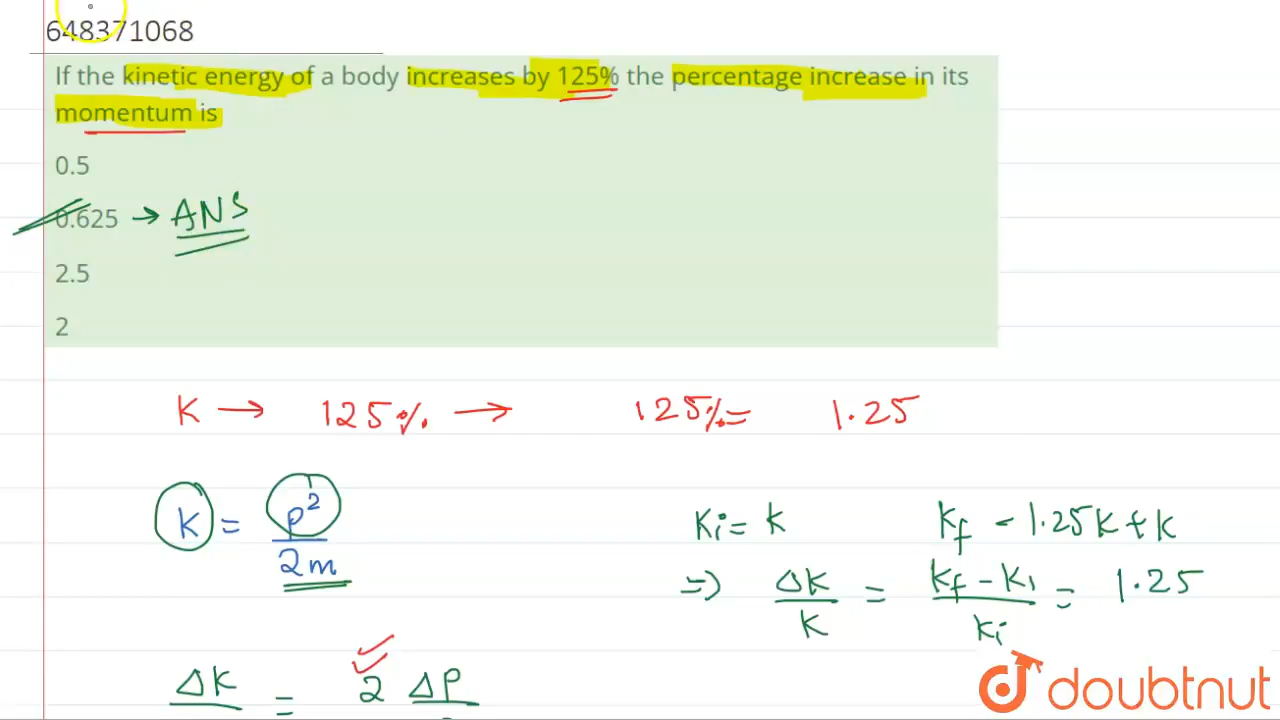 648371068
If the kinetic energy of a body increases by 125% the percentage increase in its
momentum is
0.5
0.625 → ANS
2.5
2
K → 125% → 125% = 1.25
K = P²/2m
Ki = K Kf - 1.25K + K
=> ΔK/K = Kf - Ki/Ki = 1.25
ΔK = 2 ΔP
doubtnut